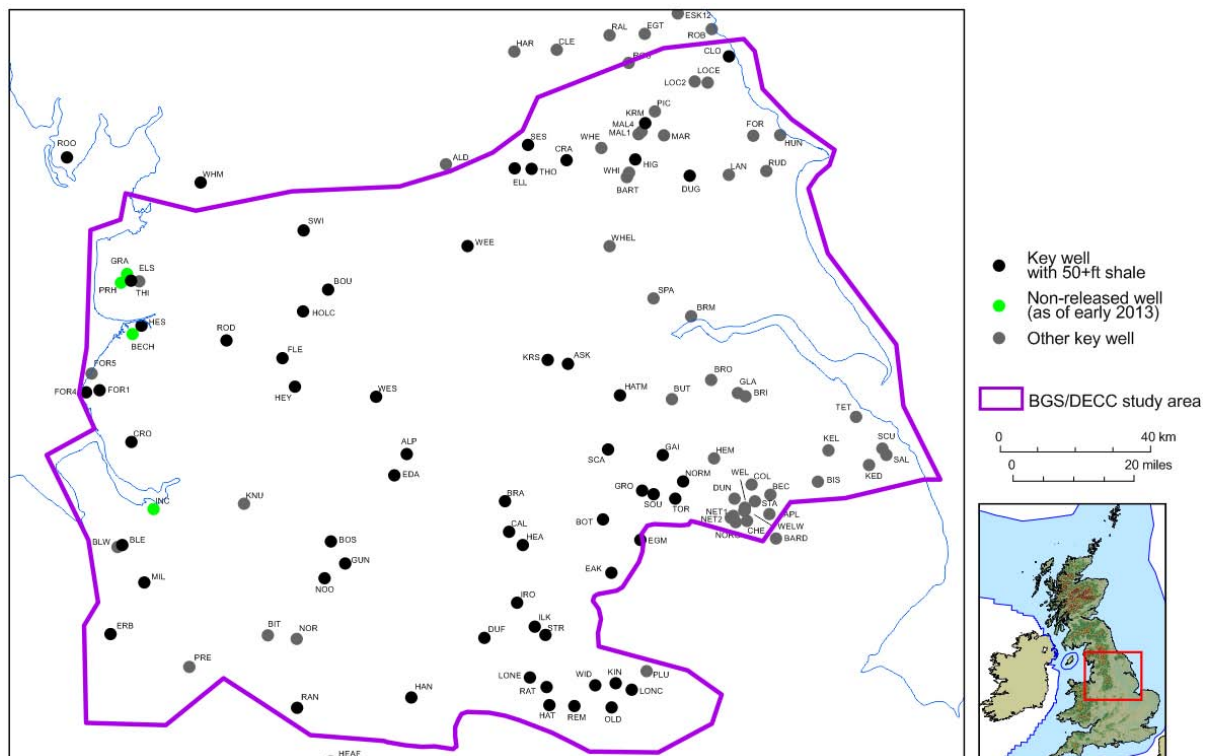 ESK12
RAL
EGT
ROB
HAR
CLE
CLO
LOC2
LOCE
PIC
KRM
MAL4
MAL1
MAR
FOR
HUN
ROO
SES
CRA
WHE
ALD
WHM
ELL
THO
WHI
HIG
BART
DUG
LAN
RUD
SWI
WEE
WHEL
GRA
ELS
PRH
THI
BOU
SPA
HOLC
BRM
HES
BECH
ROD
FLE
KRS
ASK
FOR5
FOR4
FOR1
HEY
WES
HATM
BUT
BRO
GLA
BRI
TET
CRO
ALP
EDA
SCA
GAI
HEM
KEL
SCU
SAL
KED
NORM
WEL
COL
BEC
BIS
GRO
SOU
TOR
DUN
STA
INC
KNU
BRA
NET1
NET2
APL
WELW
CHE
BARD
BOT
CAL
HEA
EGM
BLW
BLE
BOS
GUN
NOO
MIL
EAK
IRO
ILK
STR
DUF
ERB
BIT
NOR
PRE
LONE
RAT
WID
KIN
PLU
LONC
HAN
RAN
HAT
REM
OLD
Key well
with 50+ft shale
Non-released well
(as of early 2013)
Other key well
BGS/DECC study area
0 40 km
0 20 miles